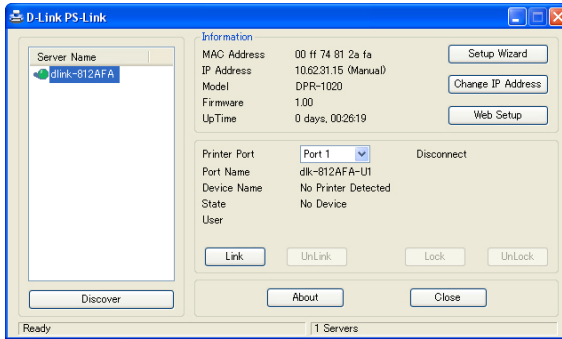 D-Link PS-Link
Server Name
dlink-812AFA
Discover
Information
MAC Address 00 ff 74 81 2a fa
IP Address 10.62.31.15 (Manual)
Model DPR-1020
Firmware 1.00
UpTime 0 days, 00:26:19
Setup Wizard
Change IP Address
Web Setup
Printer Port Port 1 Disconnect
Port Name dlk-812AFA-U1
Device Name No Printer Detected
State No Device
User
Link UnLink Lock UnLock
About Close
Ready 1 Servers